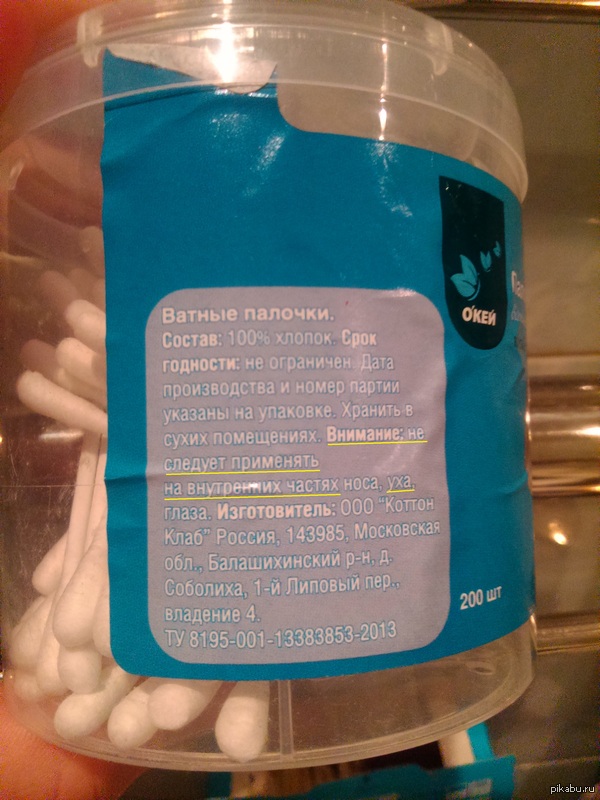 О'КЕЙ
Ватные палочки.
Состав: 100% хлопок. Срок
годности: не ограничен. Дата
производства и номер партии
указаны на упаковке. Хранить в
сухих помещениях. Внимание: не
следует применять
на внутренних частях носа, уха,
глаза. Изготовитель: ООО "Коттон
Клаб" Россия, 143985, Московская
обл., Балашихинский р-н, д.
Соболиха, 1-й Липовый пер.,
владение 4.
ТУ 8195-001-13383853-2013
200 шт
pikabu.ru